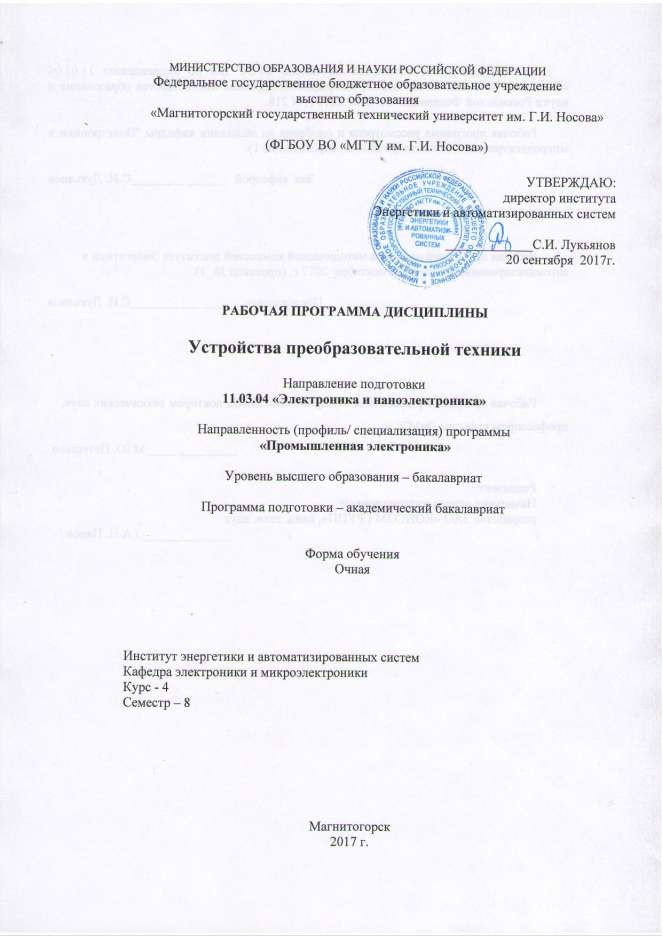 МИНИСТЕРСТВО ОБРАЗОВАНИЯ И НАУКИ РОССИЙСКОЙ ФЕДЕРАЦИИ
Федеральное государственное бюджетное образовательное учреждение
высшего образования
«Магнитогорский государственный технический университет им. Г.И. Носова»
(ФГБОУ ВО «МГТУ им. Г.И. Носова»)
УТВЕРЖДАЮ:
директор института
Энергетики и автоматизированных систем
ЭНЕРГЕТИКИ
И АВТОМАТИЗИ-
РОВАННЫХ
СИСТЕМ
С.И. Лукьянов
20 сентября 2017г.
РАБОЧАЯ ПРОГРАММА ДИСЦИПЛИНЫ
Устройства преобразовательной техники
Направление подготовки
11.03.04 «Электроника и наноэлектроника»
Направленность (профиль/ специализация) программы
«Промышленная электроника»
Уровень высшего образования – бакалавриат
Программа подготовки – академический бакалавриат
Форма обучения
Очная
Институт энергетики и автоматизированных систем
Кафедра электроники и микроэлектроники
Курс - 4
Семестр – 8
Магнитогорск
2017 г.